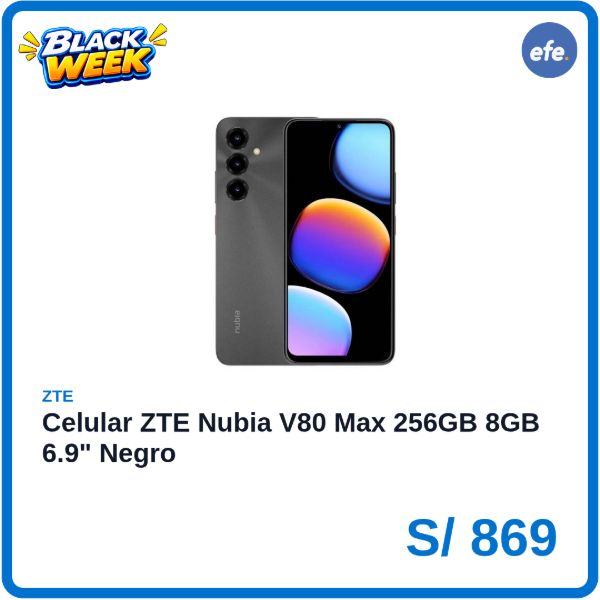 BLACK
WEEK
efe.
nubia
ZTE
Celular ZTE Nubia V80 Max 256GB 8GB
6.9" Negro
S/ 869